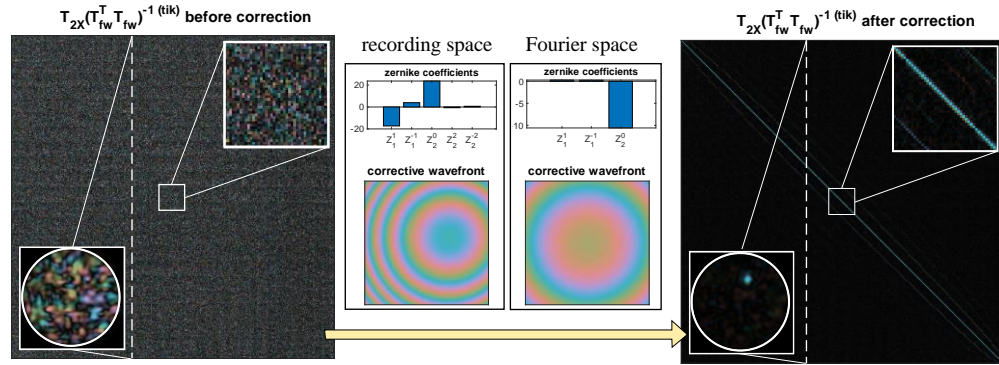 T2X(TfwT Tfw)-1 (tik) before correction
recording space
zernike coefficients
20
0
-20
Z11 Z1-1 Z20 Z22 Z2-2
corrective wavefront
Fourier space
zernike coefficients
0
-5
-10
Z11 Z1-1 Z20
corrective wavefront
T2X(TfwT Tfw)-1 (tik) after correction